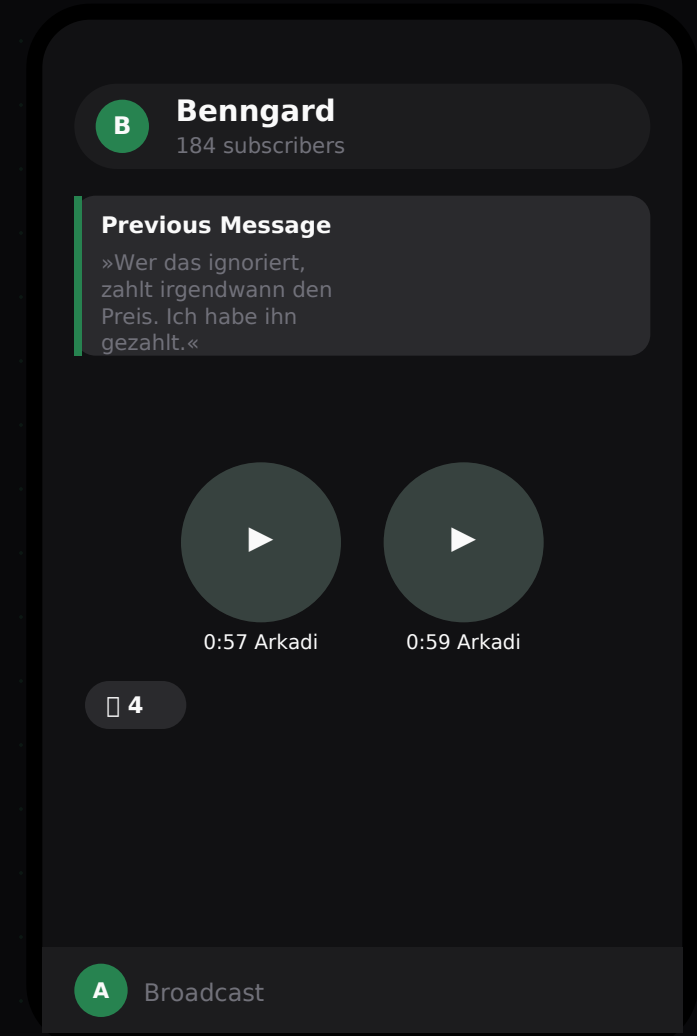 B
Benngard
184 subscribers
Previous Message
»Wer das ignoriert,
zahlt irgendwann den
Preis. Ich habe ihn
gezahlt.«
0:57 Arkadi
0:59 Arkadi
4
A
Broadcast